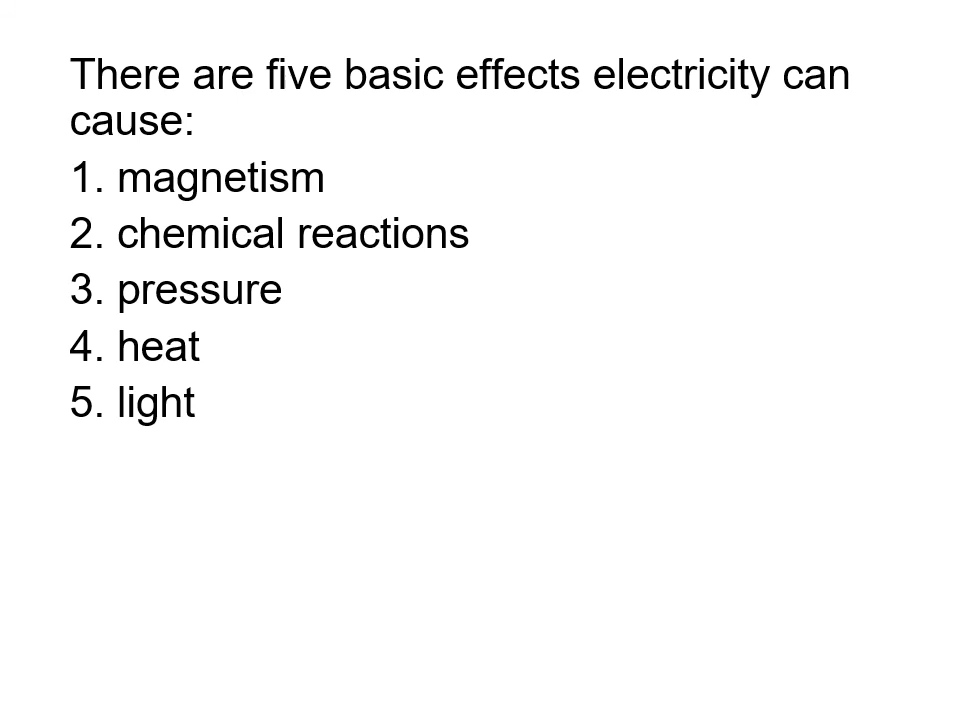 There are five basic effects electricity can
cause:
1. magnetism
2. chemical reactions
3. pressure
4. heat
5. light